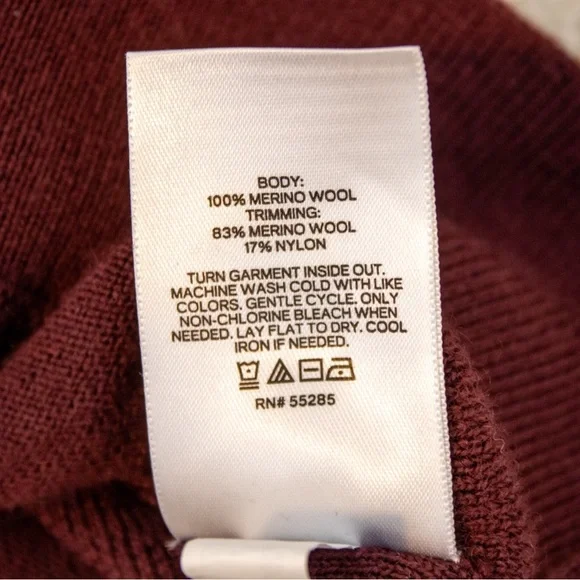 BODY:
100% MERINO WOOL
TRIMMING:
83% MERINO WOOL
17% NYLON
TURN GARMENT INSIDE OUT.
MACHINE WASH COLD WITH LIKE
COLORS. GENTLE CYCLE. ONLY
NON-CHLORINE BLEACH WHEN
NEEDED. LAY FLAT TO DRY. COOL
IRON IF NEEDED.
RN# 55285